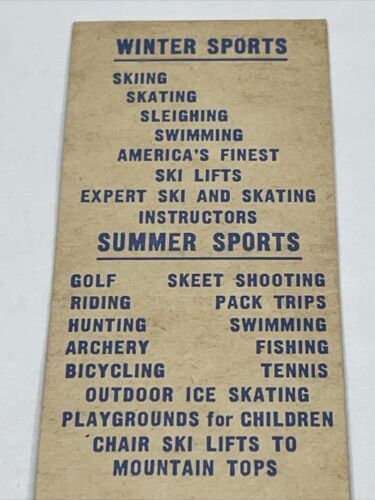 WINTER SPORTS
SKIING
SKATING
SLEIGHING
SWIMMING
AMERICA'S FINEST
SKI LIFTS
EXPERT SKI AND SKATING
INSTRUCTORS
SUMMER SPORTS
GOLF SKEET SHOOTING
RIDING PACK TRIPS
HUNTING SWIMMING
ARCHERY FISHING
BICYCLING TENNIS
OUTDOOR ICE SKATING
PLAYGROUNDS for CHILDREN
CHAIR SKI LIFTS TO
MOUNTAIN TOPS